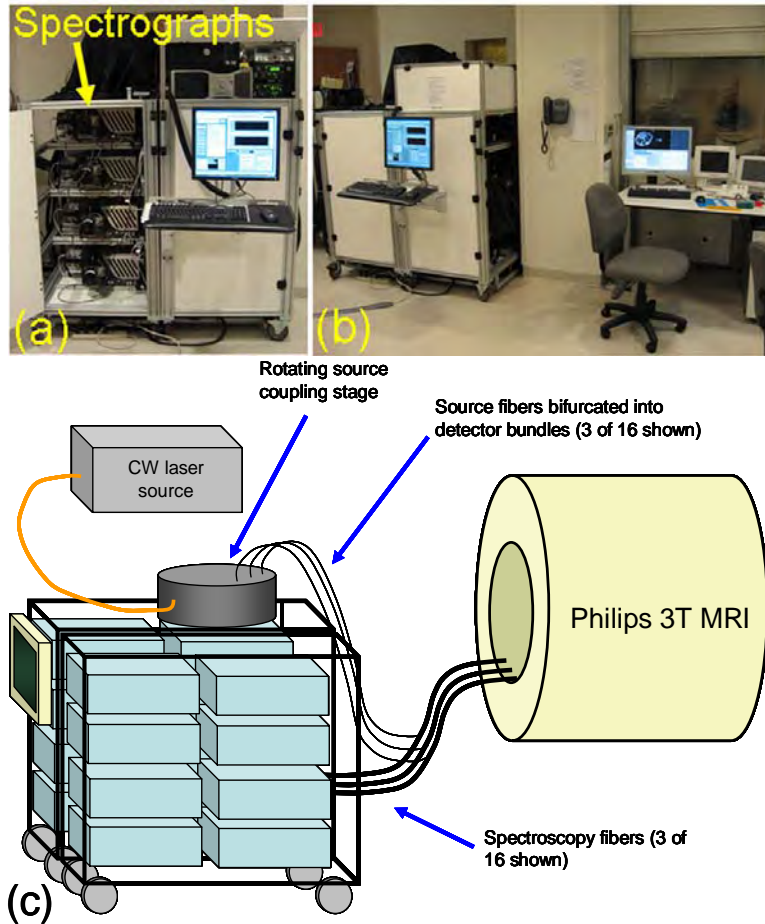 Spectrographs
(a)
(b)
Rotating source
coupling stage
Source fibers bifurcated into
detector bundles (3 of 16 shown)
CW laser
source
Philips 3T MRI
Spectroscopy fibers (3 of
16 shown)
(c)